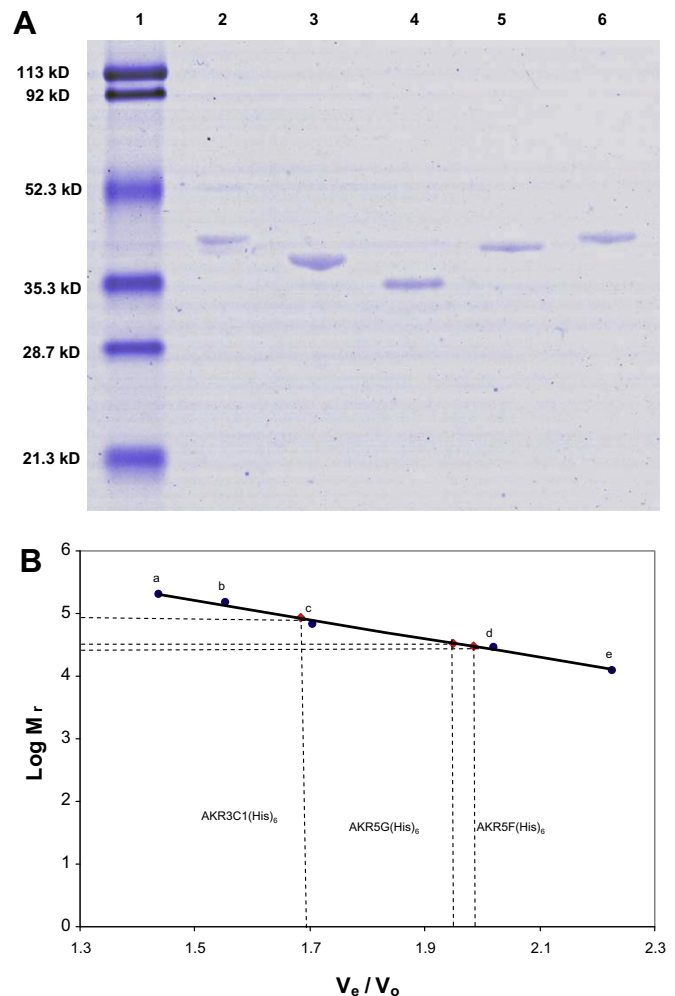 A
1 2 3 4 5 6
113 kD
92 kD
52.3 kD
35.3 kD
28.7 kD
21.3 kD
B
6
5
4
3
2
1
0
Log M r
a
b
c
d
e
AKR3C1(His)6
AKR5G(His)6
AKR5F(His)6
1.3 1.5 1.7 1.9 2.1 2.3
Ve / Vo